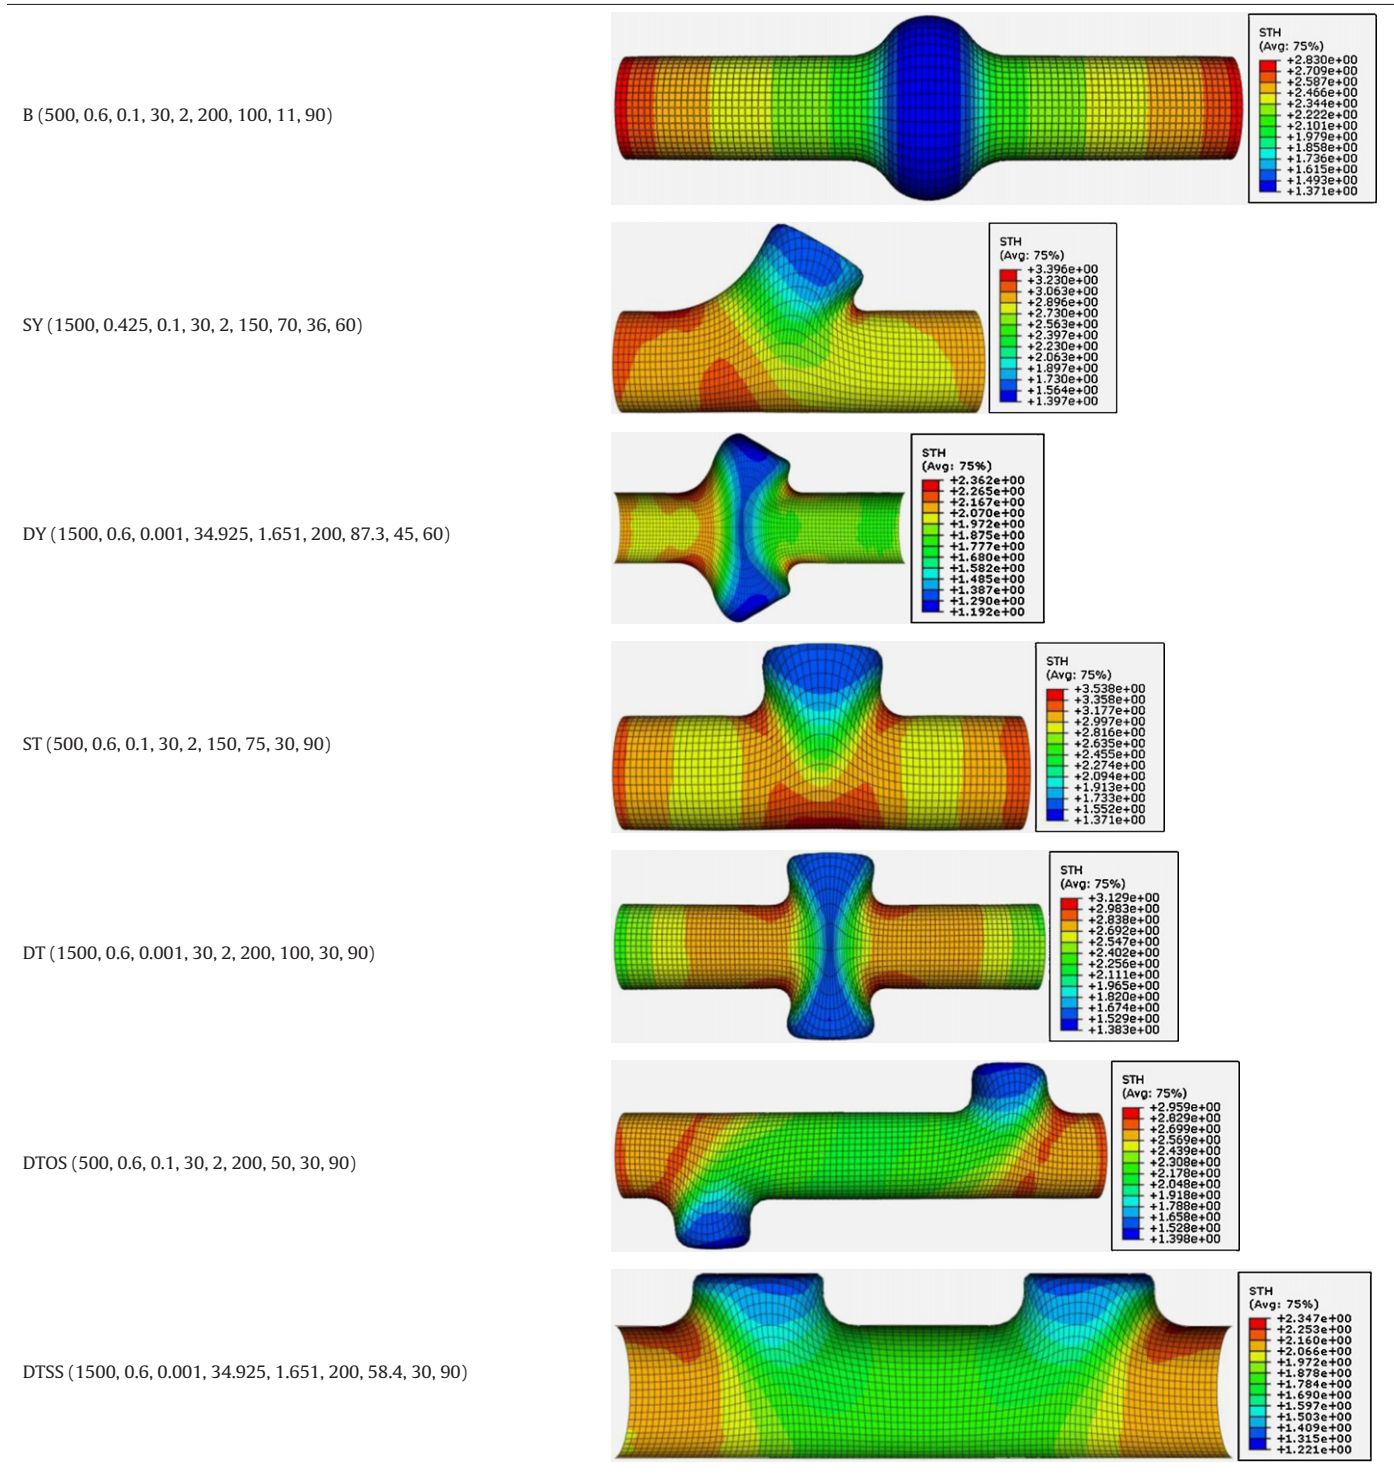 B (500, 0.6, 0.1, 30, 2, 200, 100, 11, 90)
STH
(Avg: 75%)
+2.830e+00
+2.709e+00
+2.587e+00
+2.466e+00
+2.344e+00
+2.222e+00
+2.101e+00
+1.979e+00
+1.858e+00
+1.736e+00
+1.615e+00
+1.493e+00
+1.371e+00
SY (1500, 0.425, 0.1, 30, 2, 150, 70, 36, 60)
STH
(Avg: 75%)
+3.396e+00
+3.230e+00
+3.063e+00
+2.896e+00
+2.730e+00
+2.563e+00
+2.397e+00
+2.230e+00
+2.063e+00
+1.897e+00
+1.730e+00
+1.564e+00
+1.397e+00
DY (1500, 0.6, 0.001, 34.925, 1.651, 200, 87.3, 45, 60)
STH
(Avg: 75%)
+2.362e+00
+2.265e+00
+2.167e+00
+2.070e+00
+1.972e+00
+1.875e+00
+1.777e+00
+1.680e+00
+1.582e+00
+1.485e+00
+1.387e+00
+1.290e+00
+1.192e+00
ST (500, 0.6, 0.1, 30, 2, 150, 75, 30, 90)
STH
(Avg: 75%)
+3.538e+00
+3.358e+00
+3.177e+00
+2.997e+00
+2.816e+00
+2.635e+00
+2.455e+00
+2.274e+00
+2.094e+00
+1.913e+00
+1.733e+00
+1.552e+00
+1.371e+00
DT (1500, 0.6, 0.001, 30, 2, 200, 100, 30, 90)
STH
(Avg: 75%)
+3.129e+00
+2.983e+00
+2.838e+00
+2.692e+00
+2.547e+00
+2.402e+00
+2.256e+00
+2.111e+00
+1.965e+00
+1.820e+00
+1.674e+00
+1.529e+00
+1.383e+00
DTOS (500, 0.6, 0.1, 30, 2, 200, 50, 30, 90)
STH
(Avg: 75%)
+2.959e+00
+2.829e+00
+2.699e+00
+2.569e+00
+2.439e+00
+2.308e+00
+2.178e+00
+2.048e+00
+1.918e+00
+1.788e+00
+1.658e+00
+1.528e+00
+1.398e+00
DTSS (1500, 0.6, 0.001, 34.925, 1.651, 200, 58.4, 30, 90)
STH
(Avg: 75%)
+2.347e+00
+2.253e+00
+2.160e+00
+2.066e+00
+1.972e+00
+1.878e+00
+1.784e+00
+1.690e+00
+1.597e+00
+1.503e+00
+1.409e+00
+1.315e+00
+1.221e+00